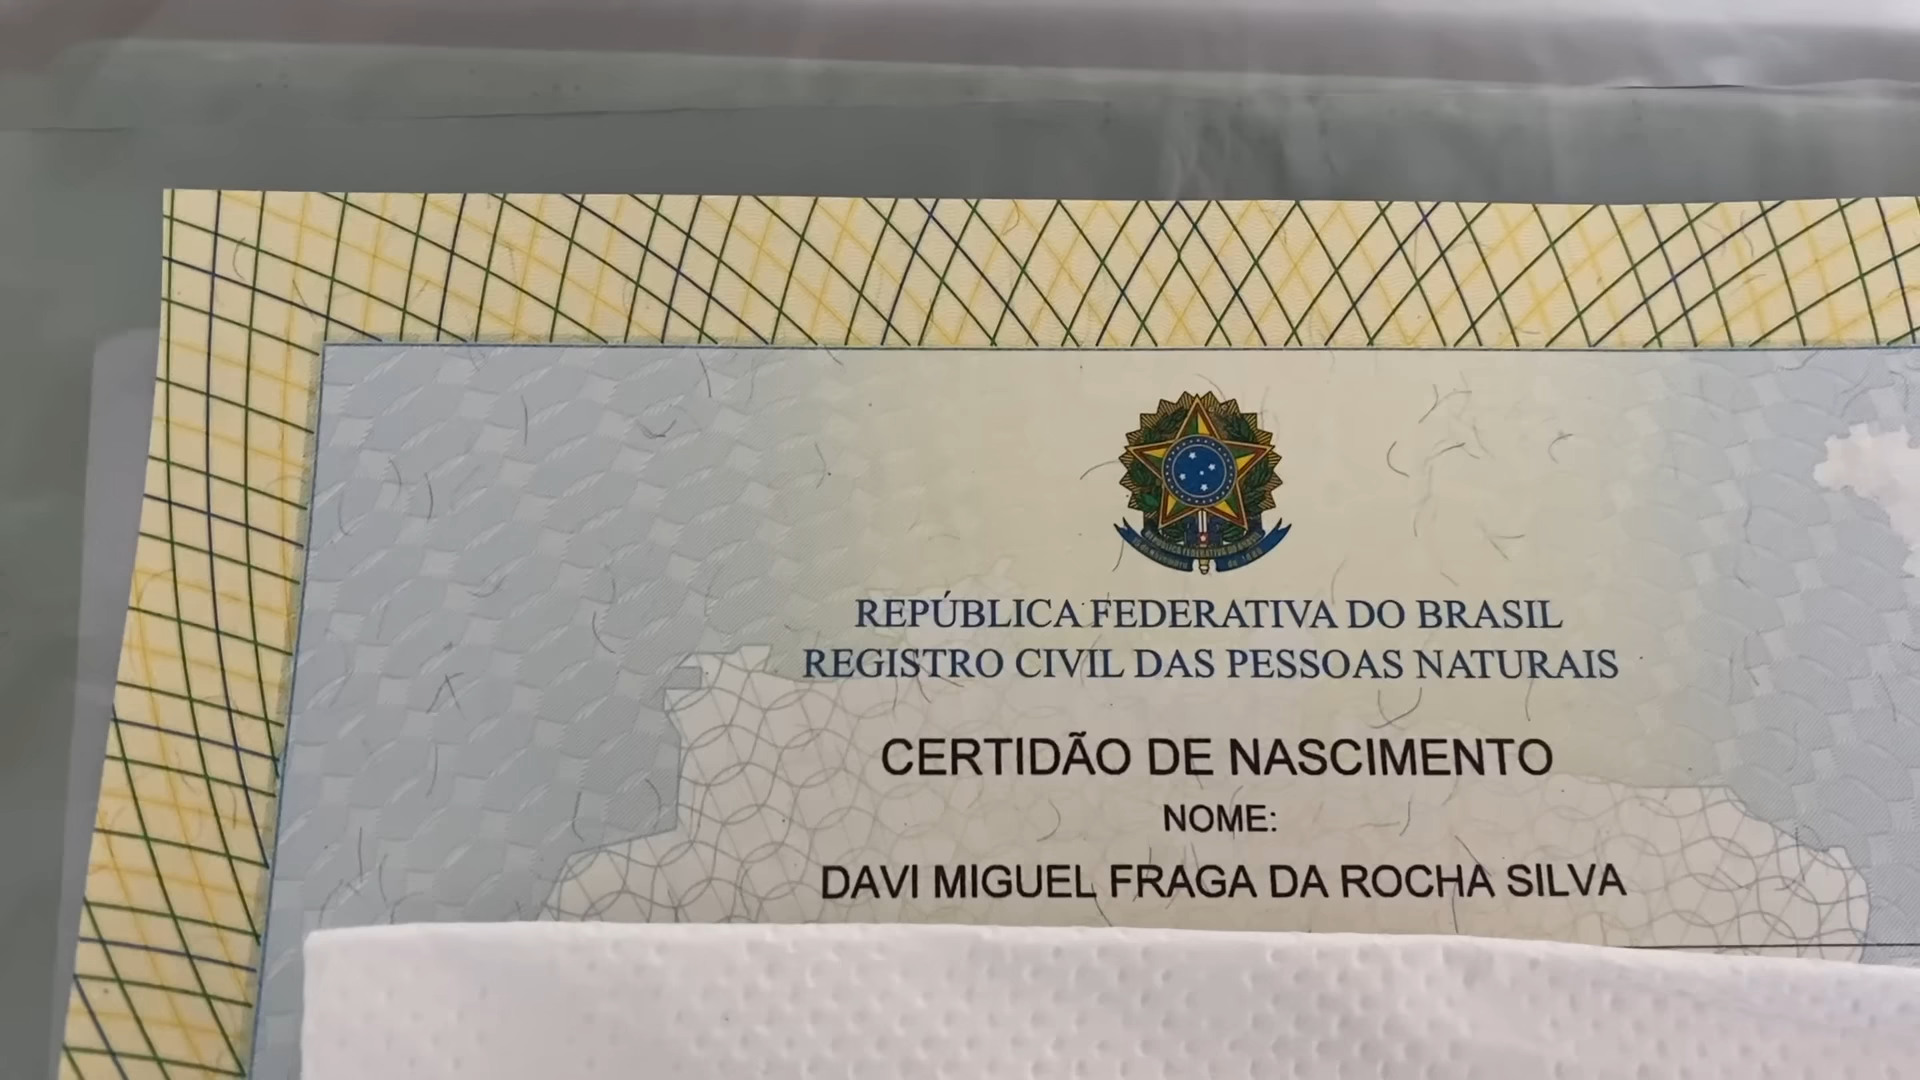 REPÚBLICA FEDERATIVA DO BRASIL
REGISTRO CIVIL DAS PESSOAS NATURAIS
CERTIDÃO DE NASCIMENTO
NOME:
DAVI MIGUEL FRAGA DA ROCHA SILVA